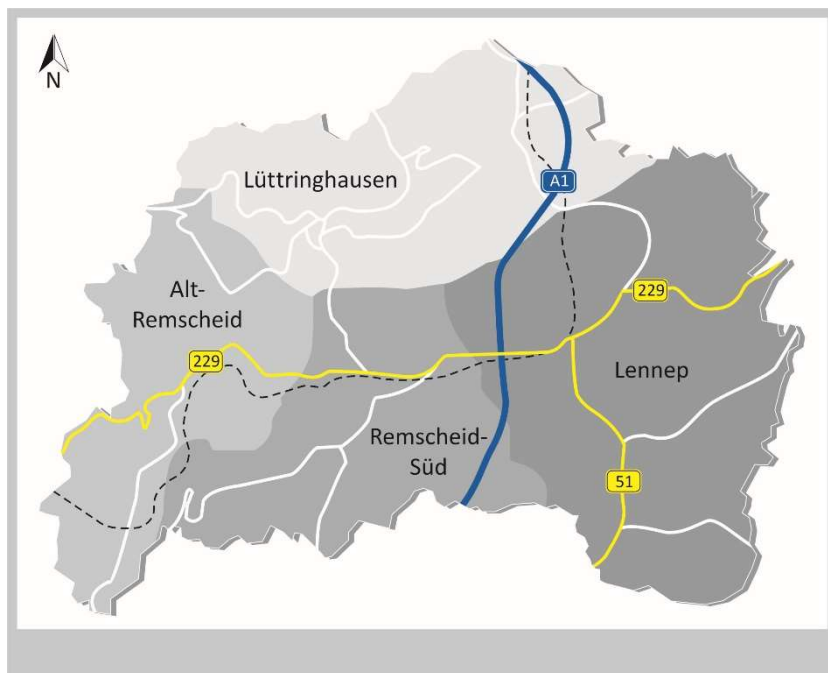 N
Lüttringhausen
A1
Alt-
Remscheid
229
229
Lennep
Remscheid-
Süd
51